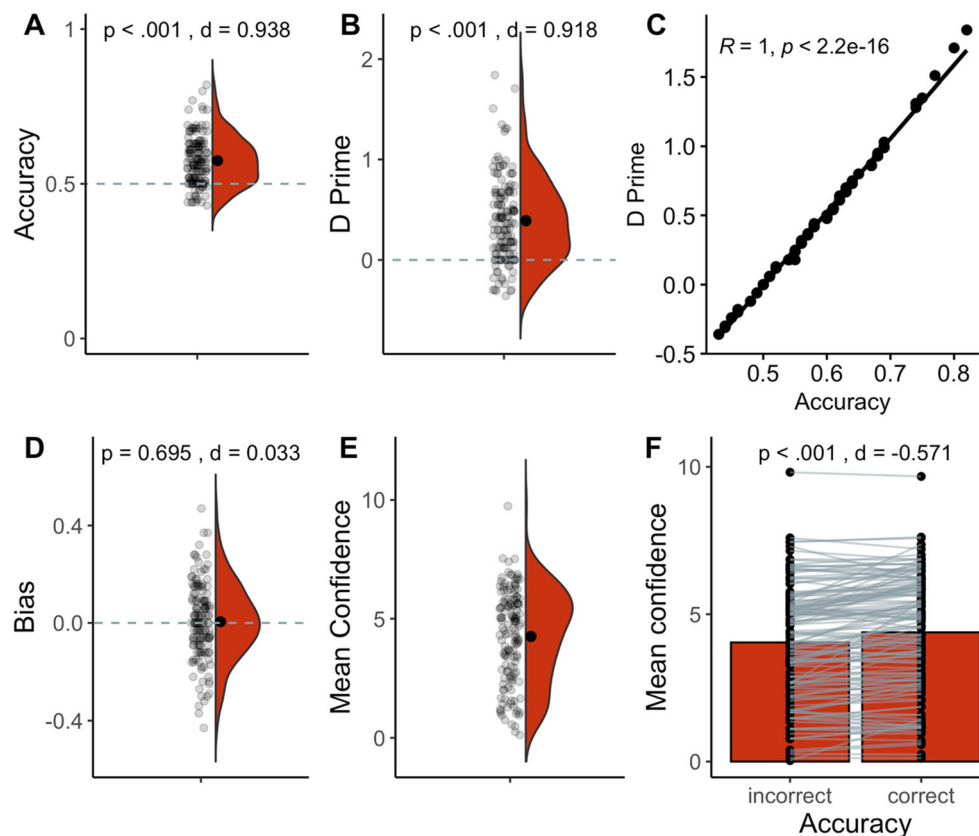 A
p < .001 , d = 0.938
1
0.5
0
Accuracy
B
p < .001 , d = 0.918
2
1
0
D Prime
C
R = 1, p < 2.2e-16
1.5
1.0
0.5
0.0
-0.5
D Prime
0.5 0.6 0.7 0.8
Accuracy
D
p = 0.695 , d = 0.033
0.4
0.0
-0.4
Bias
E
10
5
0
Mean Confidence
F
p < .001 , d = -0.571
10
5
0
Mean confidence
incorrect correct
Accuracy